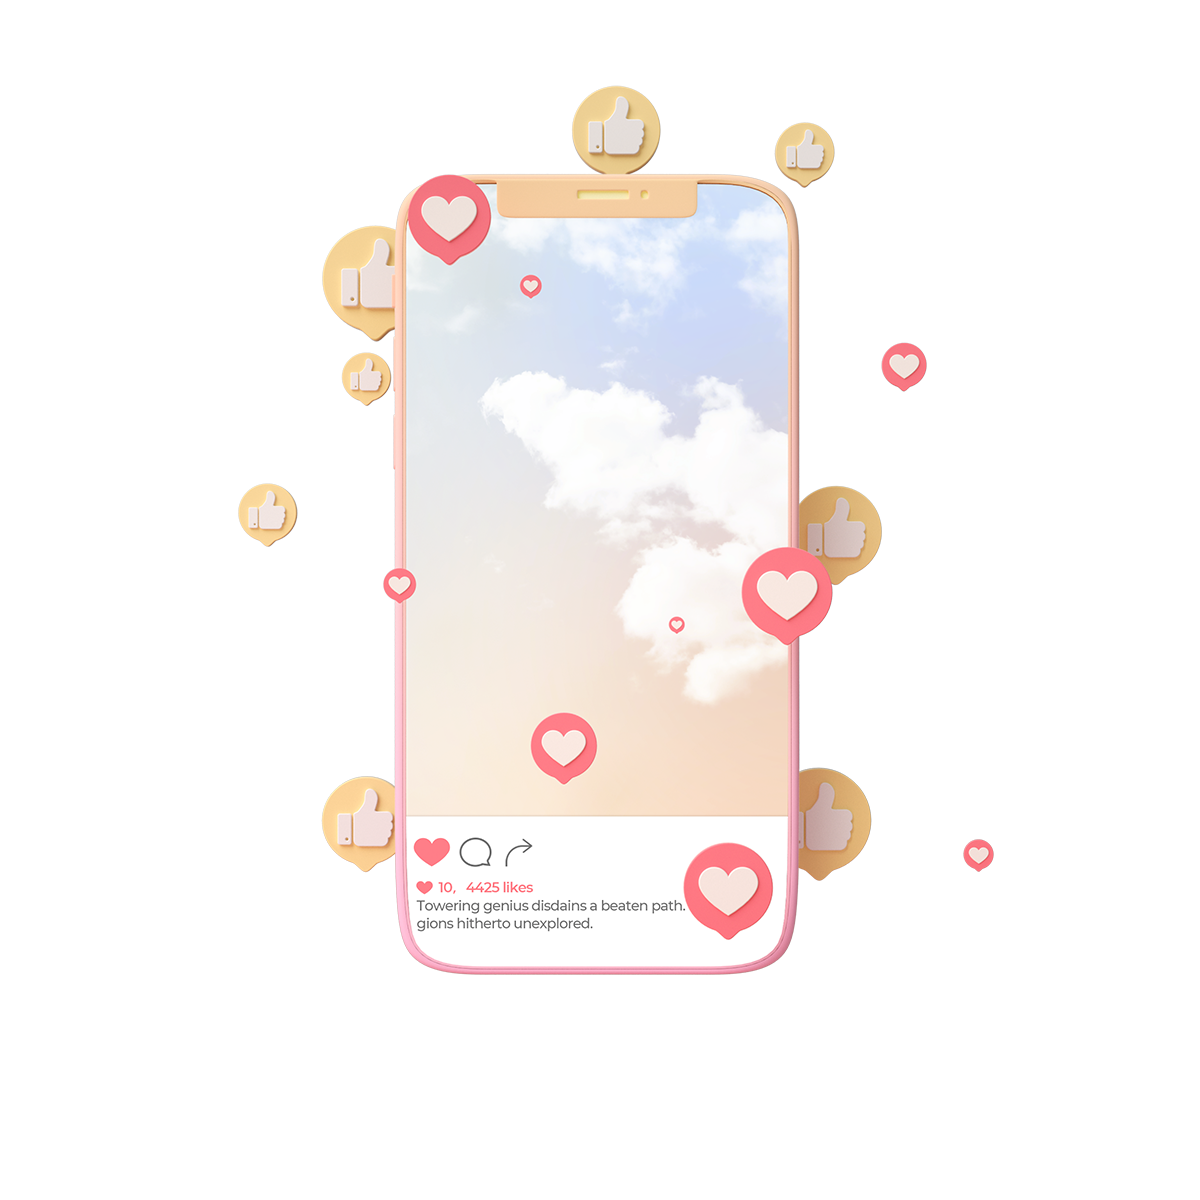 10, 4425 likes
Towering genius disdains a beaten path.
gions hitherto unexplored.